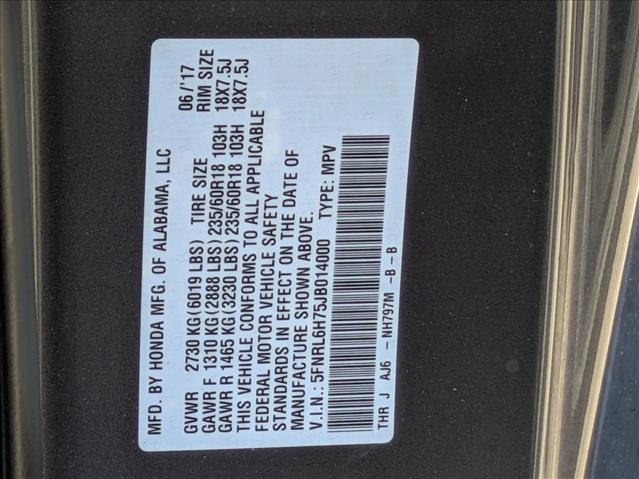 MFD. BY HONDA MFG. OF ALABAMA, LLC 06/'17
GVWR 2730 KG(6019 LBS) TIRE SIZE RIM SIZE
GAWR F 1310 KG(2888 LBS) 235/60R18 103H 18X7.5J
GAWR R 1465 KG(3230 LBS) 235/60R18 103H 18X7.5J
THIS VEHICLE CONFORMS TO ALL APPLICABLE
FEDERAL MOTOR VEHICLE SAFETY
STANDARDS IN EFFECT ON THE DATE OF
MANUFACTURE SHOWN ABOVE.
V.I.N.: 5FNRL6H75JB014000 TYPE: MPV
THR J AJ6 - NH797M -B-B